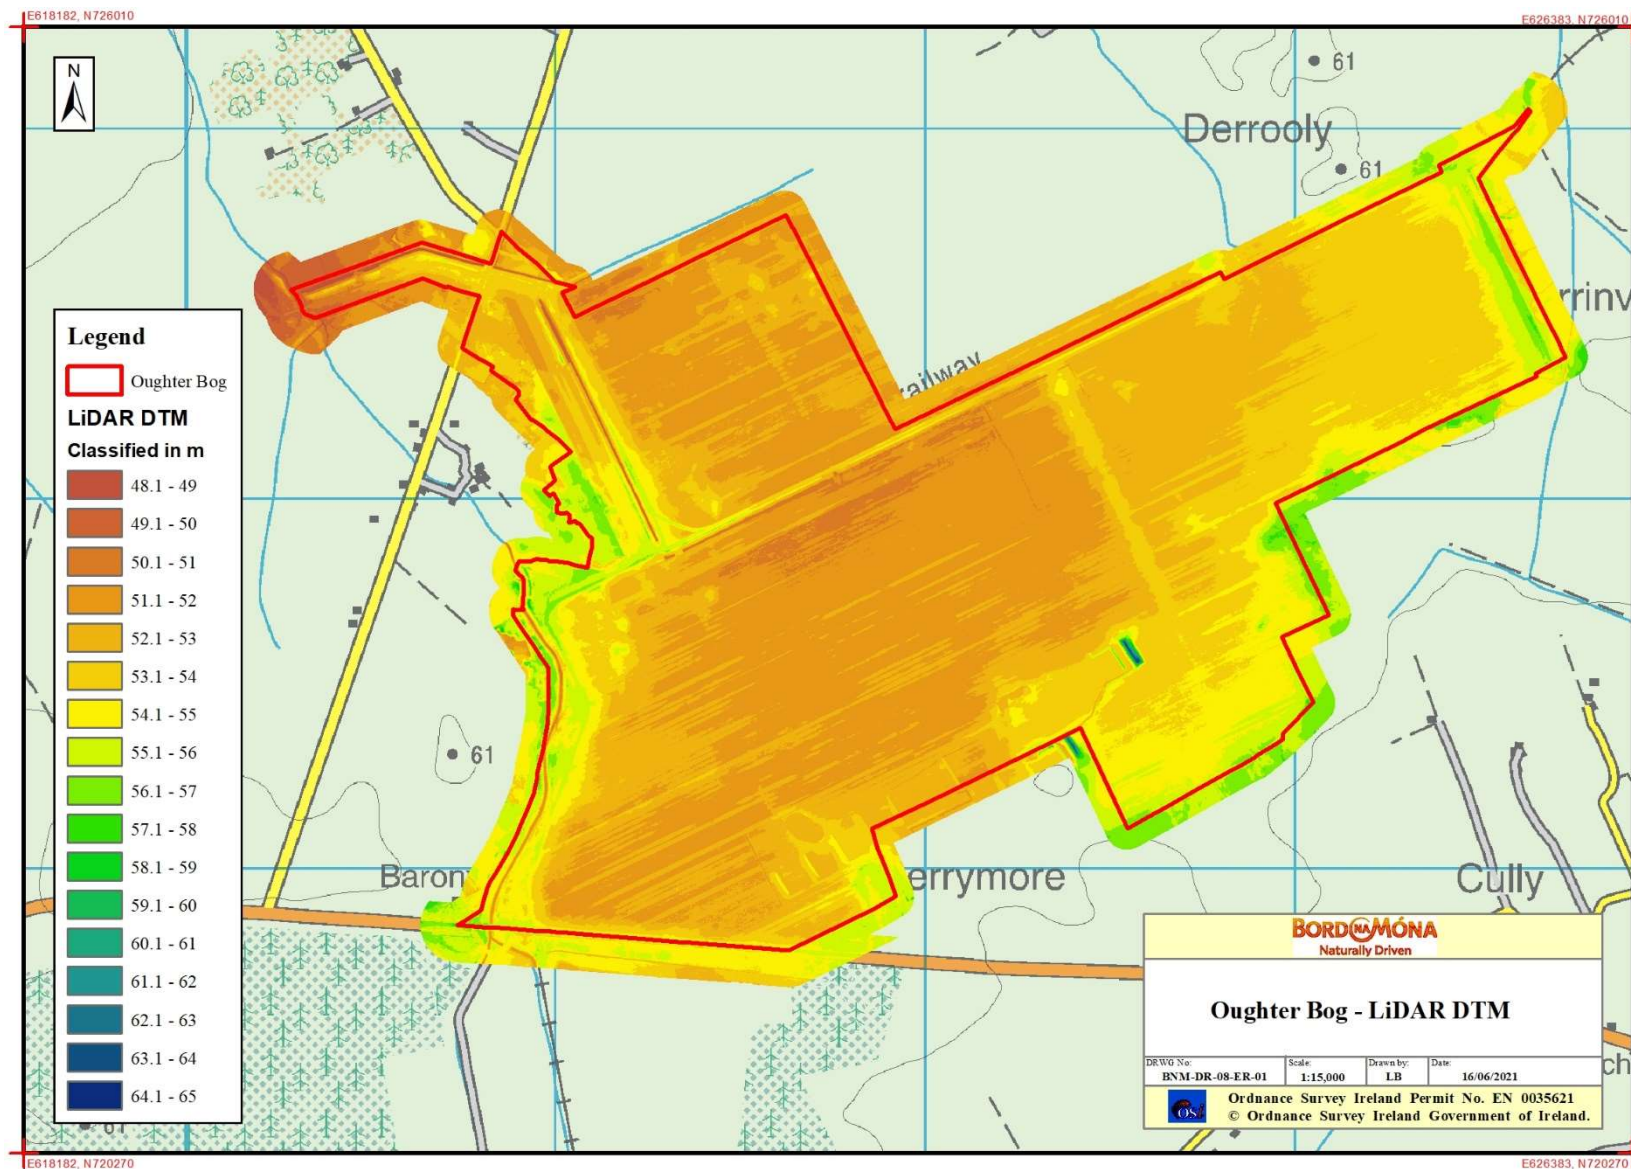 E618182, N726010
E626383, N726010
N
61
Derrooly
61
rrinv
railway
Legend
Oughter Bog
LiDAR DTM
Classified in m
48.1 - 49
49.1 - 50
50.1 - 51
51.1 - 52
52.1 - 53
53.1 - 54
54.1 - 55
55.1 - 56
56.1 - 57
57.1 - 58
58.1 - 59
59.1 - 60
60.1 - 61
61.1 - 62
62.1 - 63
63.1 - 64
64.1 - 65
61
Baron
errymore
Cully
61
ch
BORD NA MÓNA
Naturally Driven
Oughter Bog - LiDAR DTM
DRWG No: Scale: Drawn by: Date:
BNM-DR-08-ER-01 1:15,000 LB 16/06/2021
OSi
Ordnance Survey Ireland Permit No. EN 0035621
© Ordnance Survey Ireland Government of Ireland.
E618182, N720270
E626383, N720270